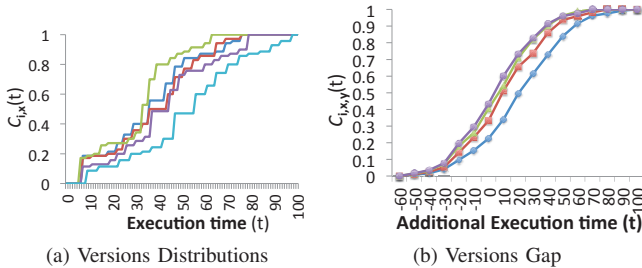 C_{i,x}(t)
1
0.8
0.6
0.4
0.2
0
0 10 20 30 40 50 60 70 80 90 100
Execution time (t)
(a) Versions Distributions
C_{i,x,y}(t)
1
0.9
0.8
0.7
0.6
0.5
0.4
0.3
0.2
0.1
0
-60 -50 -40 -30 -20 -10 0 10 20 30 40 50 60 70 80 90 100
Additional Execution time (t)
(b) Versions Gap